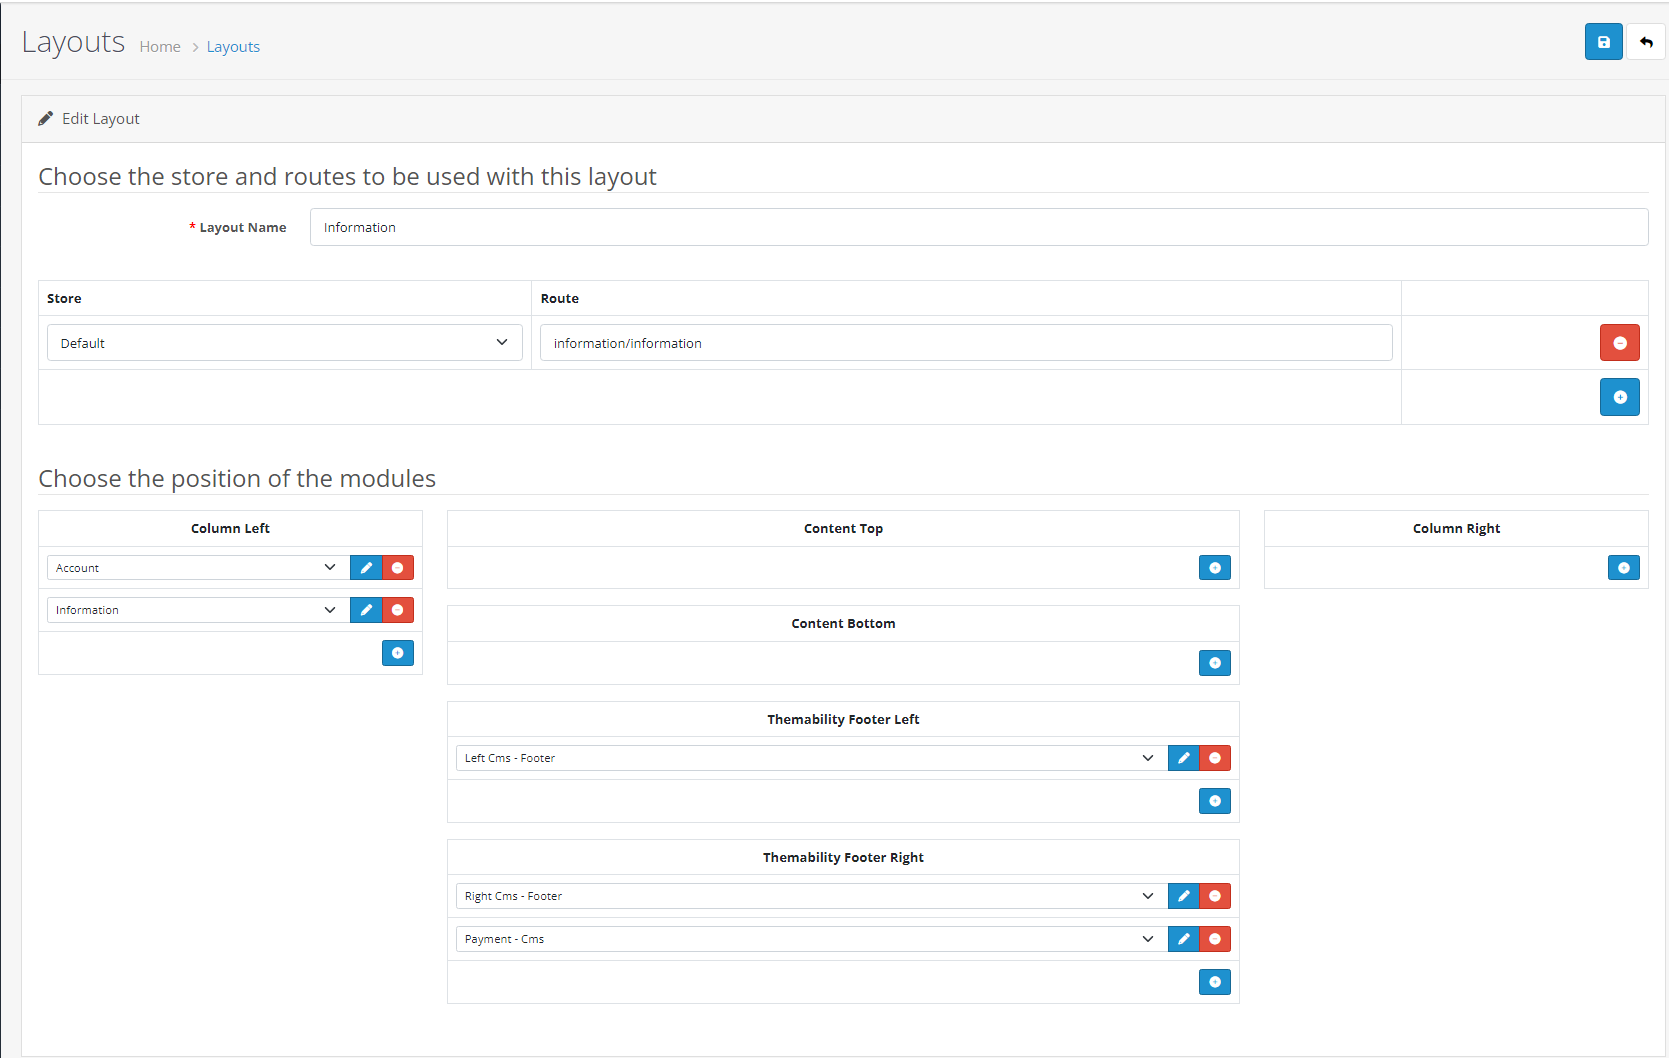 Layouts Home > Layouts
Edit Layout
Choose the store and routes to be used with this layout
* Layout Name Information
Store Route
Default information/information
Choose the position of the modules
Column Left
Account
Information
Content Top
Content Bottom
Themability Footer Left
Left Cms - Footer
Themability Footer Right
Right Cms - Footer
Payment - Cms
Column Right